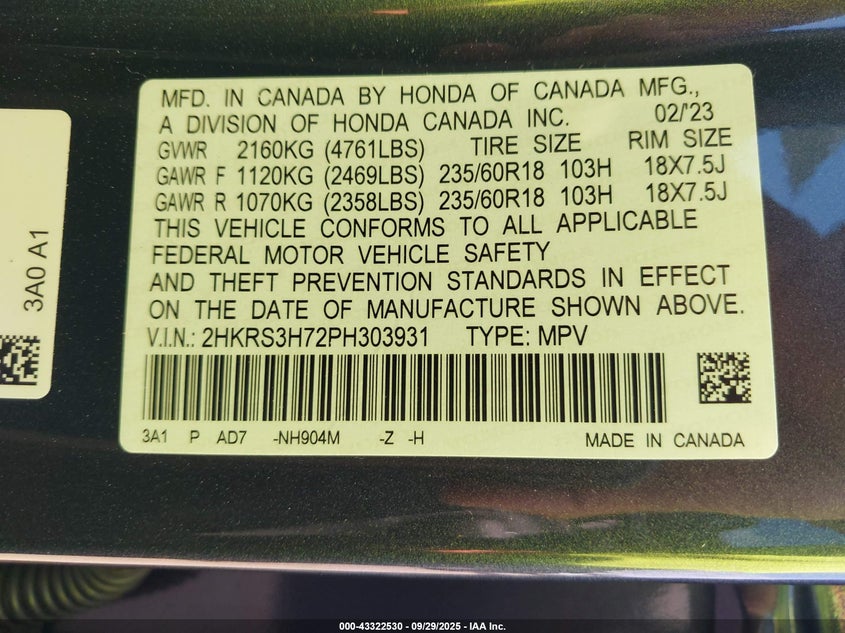 MFD. IN CANADA BY HONDA OF CANADA MFG.,
A DIVISION OF HONDA CANADA INC. 02/'23
GVWR 2160KG (4761LBS) TIRE SIZE RIM SIZE
GAWR F 1120KG (2469LBS) 235/60R18 103H 18X7.5J
GAWR R 1070KG (2358LBS) 235/60R18 103H 18X7.5J
THIS VEHICLE CONFORMS TO ALL APPLICABLE
FEDERAL MOTOR VEHICLE SAFETY
AND THEFT PREVENTION STANDARDS IN EFFECT
ON THE DATE OF MANUFACTURE SHOWN ABOVE.
V.I.N.: 2HKRS3H72PH303931 TYPE: MPV
3A1 P AD7 -NH904M -Z -H MADE IN CANADA
3A0 A1
000-43322530 - 09/29/2025 - IAA Inc.